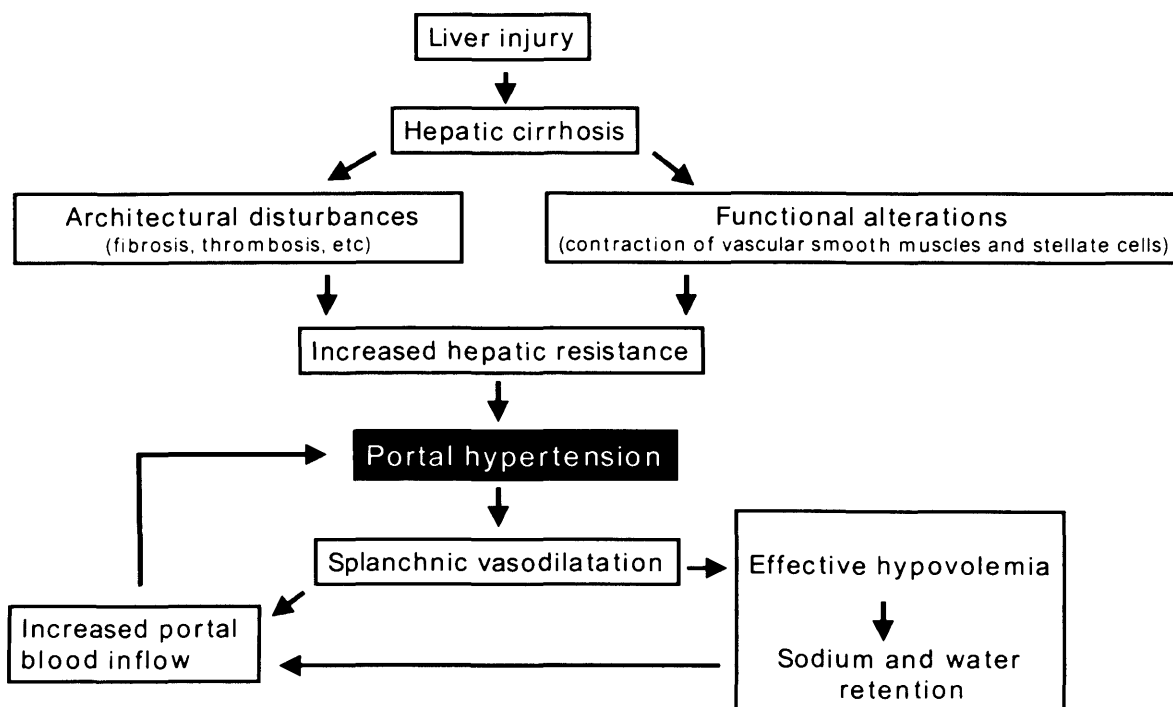 Liver injury
Hepatic cirrhosis
Architectural disturbances
(fibrosis, thrombosis, etc)
Functional alterations
(contraction of vascular smooth muscles and stellate cells)
Increased hepatic resistance
Portal hypertension
Splanchnic vasodilatation
Effective hypovolemia
Increased portal
blood inflow
Sodium and water
retention